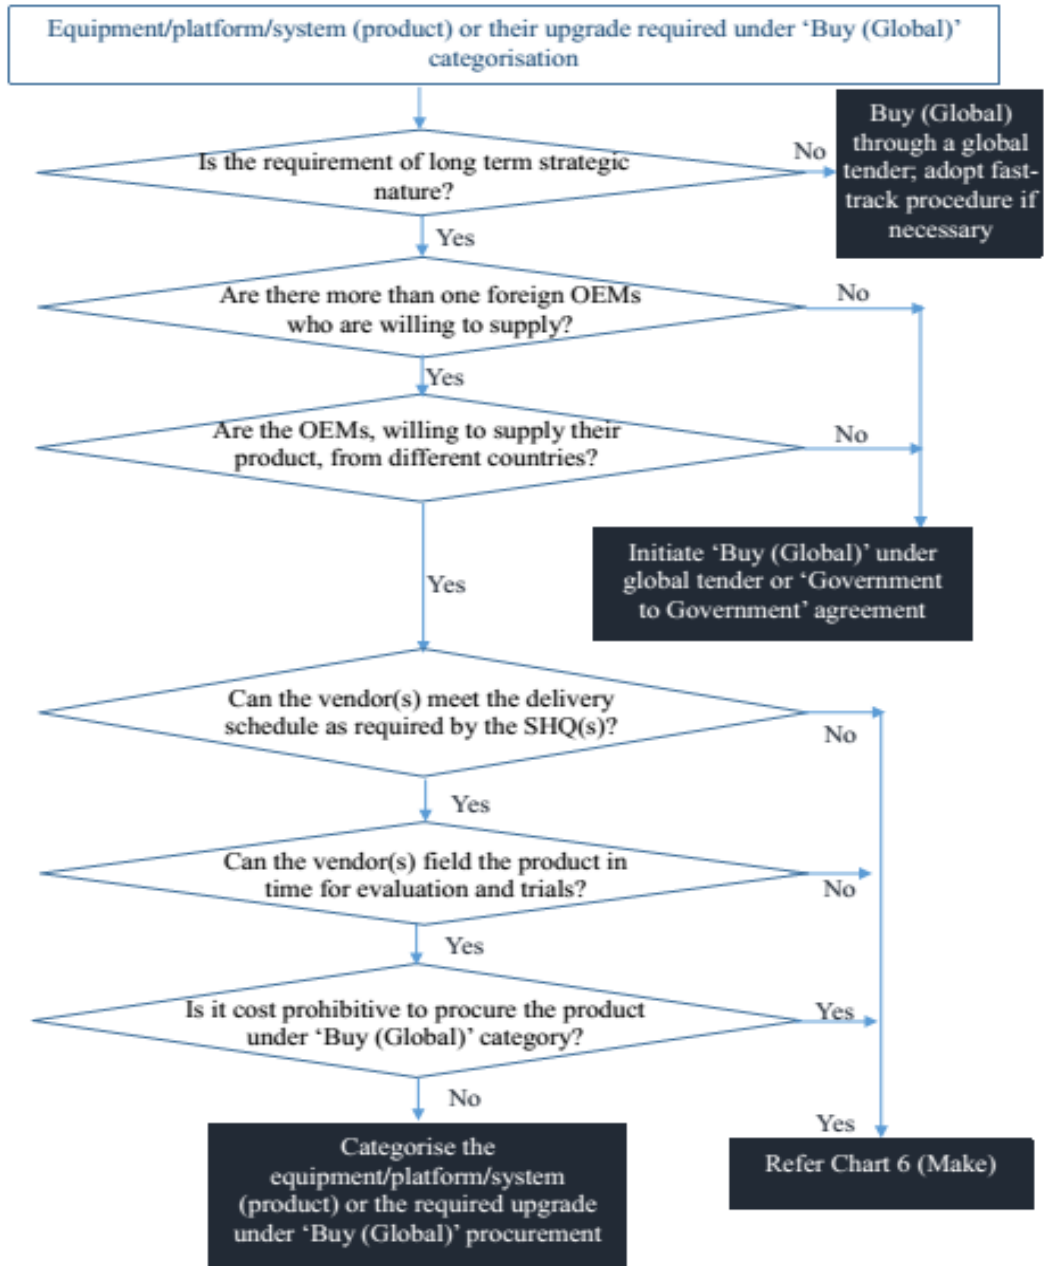 Equipment/platform/system (product) or their upgrade required under ‘Buy (Global)’
categorisation
Is the requirement of long term strategic
nature?
No
Buy (Global)
through a global
tender; adopt fast-
track procedure if
necessary
Yes
Are there more than one foreign OEMs
who are willing to supply?
No
Yes
Are the OEMs, willing to supply their
product, from different countries?
No
Initiate ‘Buy (Global)’ under
global tender or ‘Government
to Government’ agreement
Yes
Can the vendor(s) meet the delivery
schedule as required by the SHQ(s)?
No
Yes
Can the vendor(s) field the product in
time for evaluation and trials?
No
Yes
Is it cost prohibitive to procure the product
under ‘Buy (Global)’ category?
Yes
No
Yes
Categorise the
equipment/platform/system
(product) or the required upgrade
under ‘Buy (Global)’ procurement
Refer Chart 6 (Make)